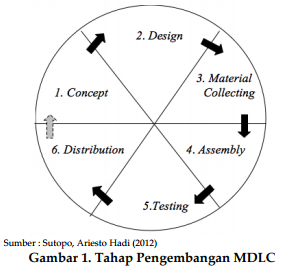 2. Design
1. Concept
3. Material
Collecting
6. Distribution
4. Assembly
5.Testing
Sumber : Sutopo, Ariesto Hadi (2012)
Gambar 1. Tahap Pengembangan MDLC